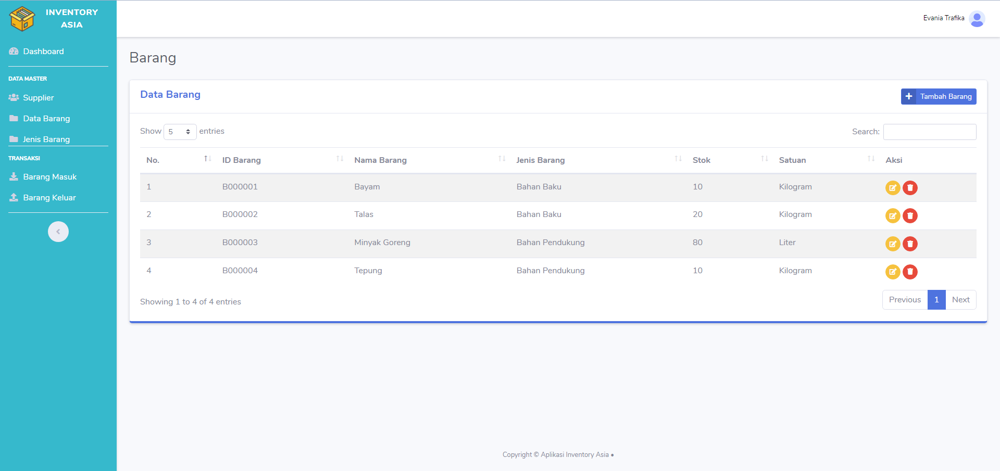 INVENTORY
ASIA
Evania Trafika
Dashboard
DATA MASTER
Supplier
Data Barang
Jenis Barang
TRANSAKSI
Barang Masuk
Barang Keluar
Barang
Data Barang
Tambah Barang
Show 5 entries
Search:
No. ID Barang Nama Barang Jenis Barang Stok Satuan Aksi
1 B000001 Bayam Bahan Baku 10 Kilogram
2 B000002 Talas Bahan Baku 20 Kilogram
3 B000003 Minyak Goreng Bahan Pendukung 80 Liter
4 B000004 Tepung Bahan Pendukung 10 Kilogram
Showing 1 to 4 of 4 entries
Previous 1 Next
Copyright © Aplikasi Inventory Asia •